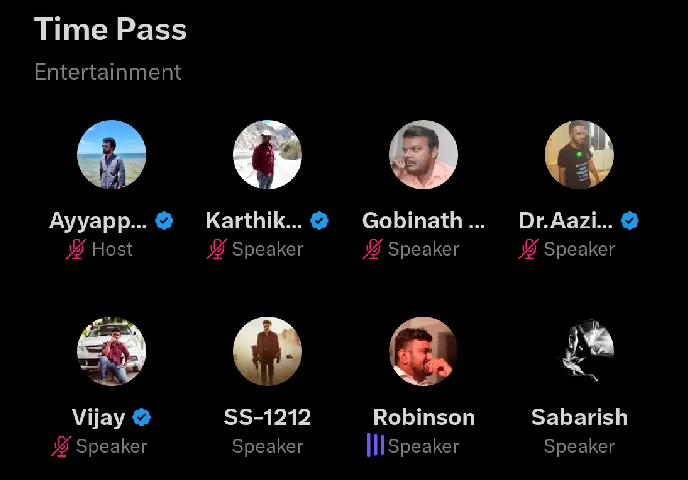 Time Pass
Entertainment
Ayyapp... Karthik... Gobinath ... Dr.Aazi...
Host Speaker Speaker Speaker
Vijay SS-1212 Robinson Sabarish
Speaker Speaker Speaker Speaker